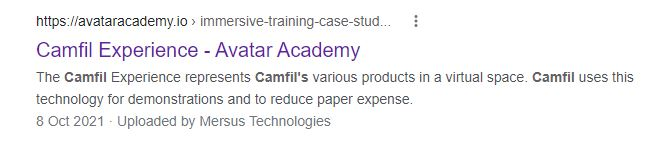 https://avataracademy.io › immersive-training-case-stud...
Camfil Experience - Avatar Academy
The Camfil Experience represents Camfil's various products in a virtual space. Camfil uses this
technology for demonstrations and to reduce paper expense.
8 Oct 2021 · Uploaded by Mersus Technologies